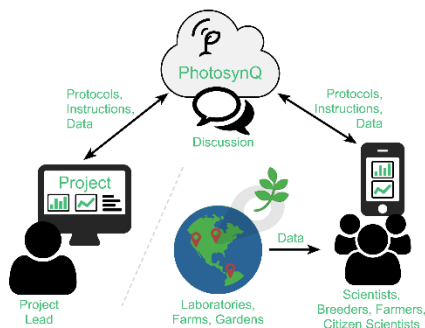 PhotosynQ
Protocols,
Instructions,
Data
Protocols,
Instructions,
Data
Discussion
Project
Data
Project
Lead
Laboratories,
Farms, Gardens
Scientists,
Breeders, Farmers,
Citizen Scientists